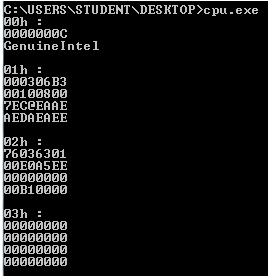 C:\USERS\STUDENT\DESKTOP>cpu.exe
00h :
0000000C
GenuineIntel
01h :
000306B3
00100800
7EC@EAAE
AEDAEAEE
02h :
76036301
00E0A5EE
00000000
00B10000
03h :
00000000
00000000
00000000
00000000